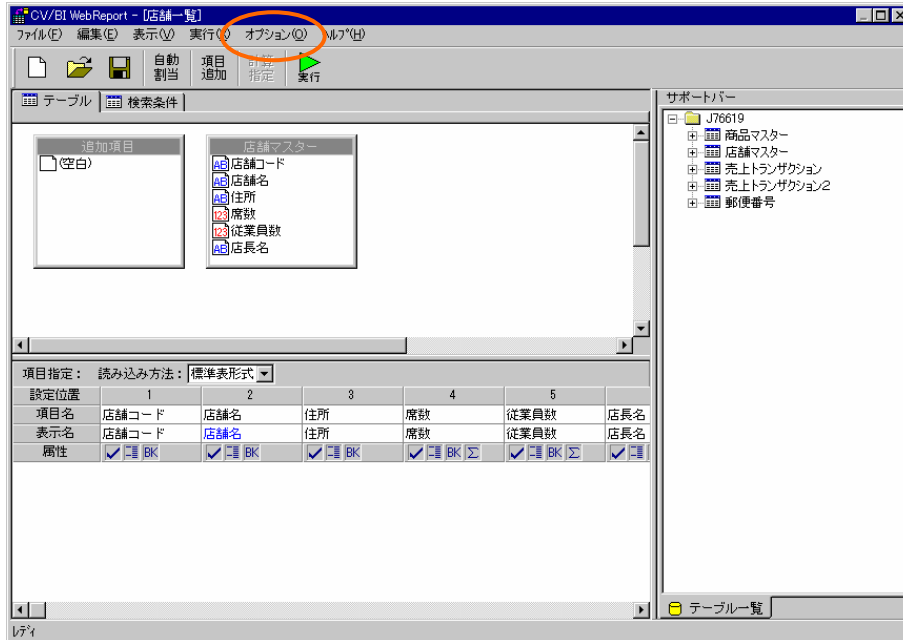 CV/BI WebReport - [店舗一覧]
ファイル(F) 編集(E) 表示(V) 実行(X) オプション(O) ヘルプ(H)
自動割当 項目追加 計算指定 実行
テーブル 検索条件
追加項目
(空白)
店舗マスター
店舗コード
店舗名
住所
席数
従業員数
店長名
項目指定： 読み込み方法： 標準表形式
設定位置 1 2 3 4 5
項目名 店舗コード 店舗名 住所 席数 従業員数 店長名
表示名 店舗コード 店舗名 住所 席数 従業員数 店長名
属性 BK BK BK BK Σ BK Σ
サポートバー
J76619
商品マスター
店舗マスター
売上トランザクション
売上トランザクション2
郵便番号
テーブル一覧
レディ